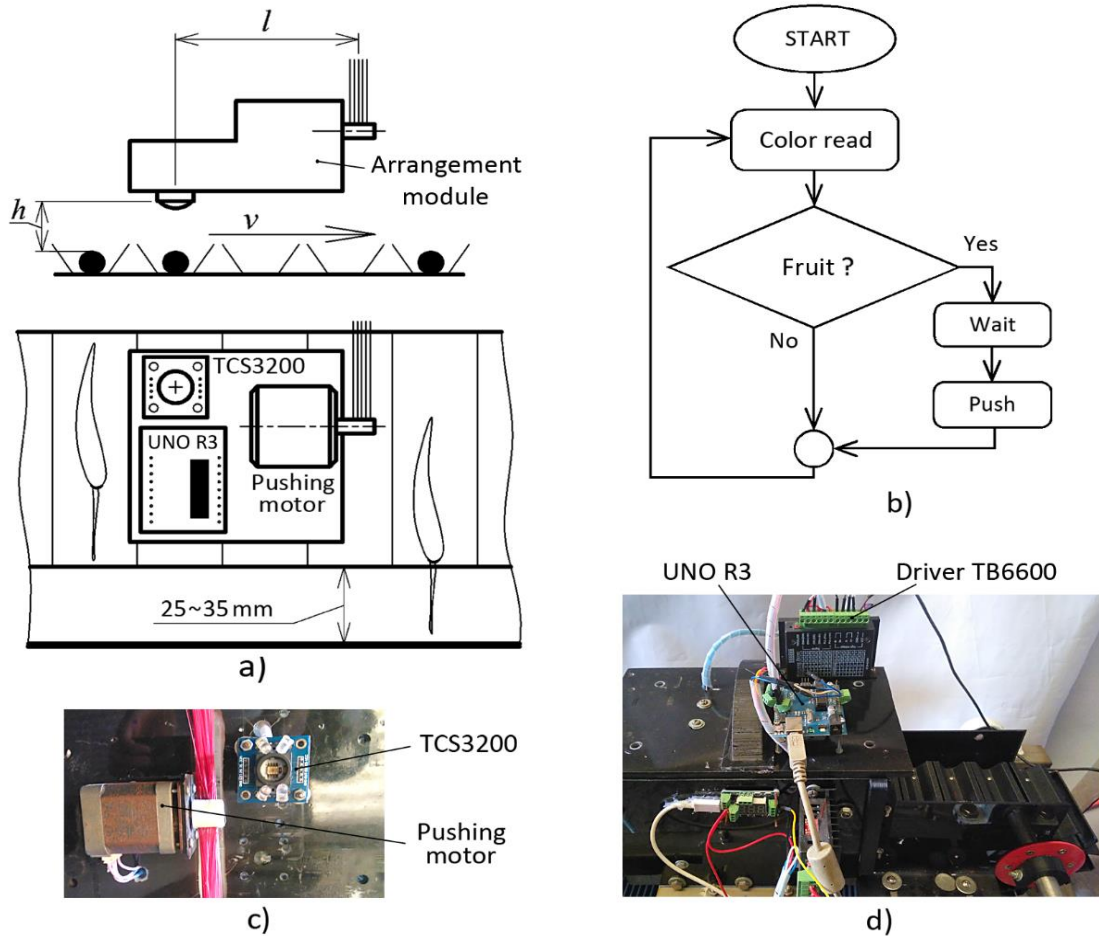 l
Arrangement
module
h
v
TCS3200
UNO R3
Pushing
motor
25~35 mm
a)
START
Color read
Fruit ?
Yes
No
Wait
Push
b)
TCS3200
Pushing
motor
c)
UNO R3
Driver TB6600
d)